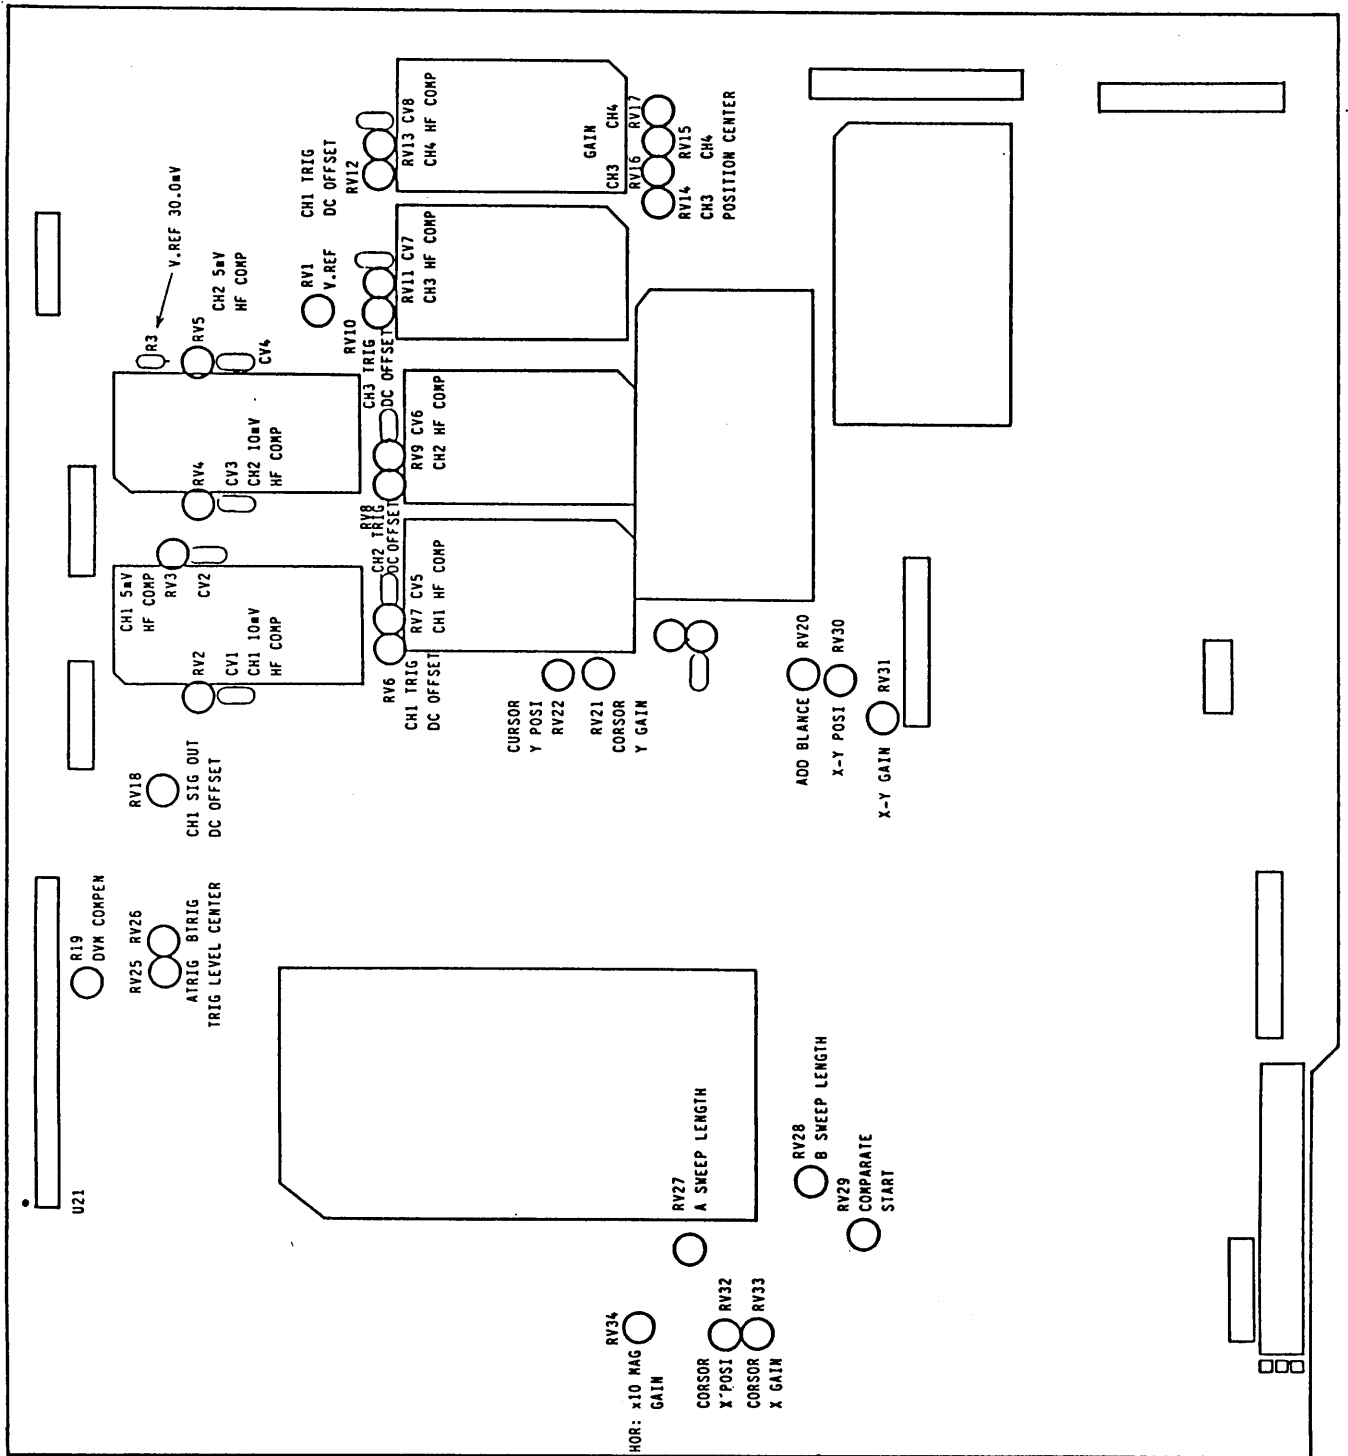 U21
R19
DVM COMPEN
RV25 RV26
ATRIG BTRIG
TRIG LEVEL CENTER
RV18
CH1 SIG OUT
DC OFFSET
CH1 5mV
HF COMP
RV3
CV2
RV2
CV1
CH1 10mV
HF COMP
R3
V.REF 30.0mV
RV5
CH2 5mV
HF COMP
CV4
RV4
CV3
CH2 10mV
HF COMP
RV1
V.REF
CH1 TRIG
DC OFFSET
RV12
RV13 CV8
CH4 HF COMP
RV10
CH3 TRIG
DC OFFSET
RV11 CV7
CH3 HF COMP
RV8
CH2 TRIG
DC OFFSET
RV9 CV6
CH2 HF COMP
RV6
CH1 TRIG
DC OFFSET
RV7 CV5
CH1 HF COMP
GAIN
CH3 CH4
RV16 RV17
RV14 RV15
CH3 CH4
POSITION CENTER
CURSOR
Y POSI
RV22
RV21
CORSOR
Y GAIN
ADD BLANCE
RV20
X-Y POSI
RV30
X-Y GAIN
RV31
RV27
A SWEEP LENGTH
RV28
B SWEEP LENGTH
RV29
COMPARATE
START
RV34
HOR: x10 MAG
GAIN
CORSOR
X POSI
RV32
CORSOR
X GAIN
RV33